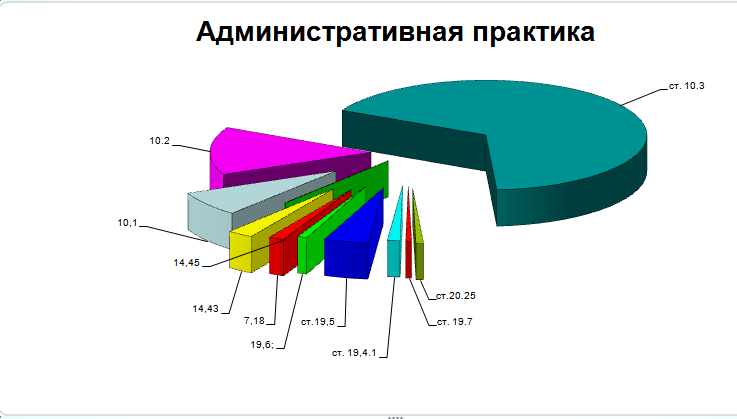 Административная практика
ст. 10.3
10.2
10,1
14,45
14,43
7,18
19,6;
ст.19,5
ст. 19,4.1
ст. 19.7
ст.20.25